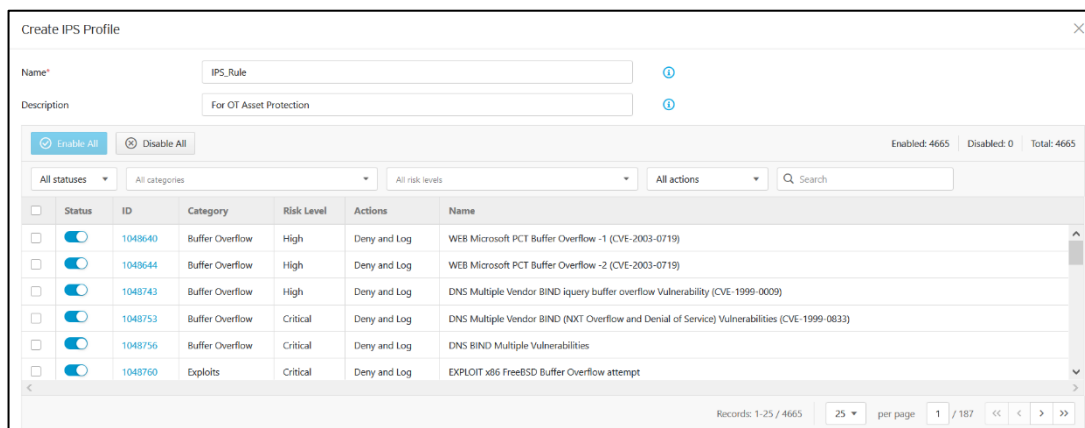 Create IPS Profile
Name* IPS_Rule
Description For OT Asset Protection
Enable All Disable All Enabled: 4665 Disabled: 0 Total: 4665
All statuses All categories All risk levels All actions Search
Status ID Category Risk Level Actions Name
1048640 Buffer Overflow High Deny and Log WEB Microsoft PCT Buffer Overflow -1 (CVE-2003-0719)
1048644 Buffer Overflow High Deny and Log WEB Microsoft PCT Buffer Overflow -2 (CVE-2003-0719)
1048743 Buffer Overflow High Deny and Log DNS Multiple Vendor BIND iquery buffer overflow Vulnerability (CVE-1999-0009)
1048753 Buffer Overflow Critical Deny and Log DNS Multiple Vendor BIND (NXT Overflow and Denial of Service) Vulnerabilities (CVE-1999-0833)
1048756 Buffer Overflow Critical Deny and Log DNS BIND Multiple Vulnerabilities
1048760 Exploits Critical Deny and Log EXPLOIT x86 FreeBSD Buffer Overflow attempt
Records: 1-25 / 4665 25 per page 1 / 187